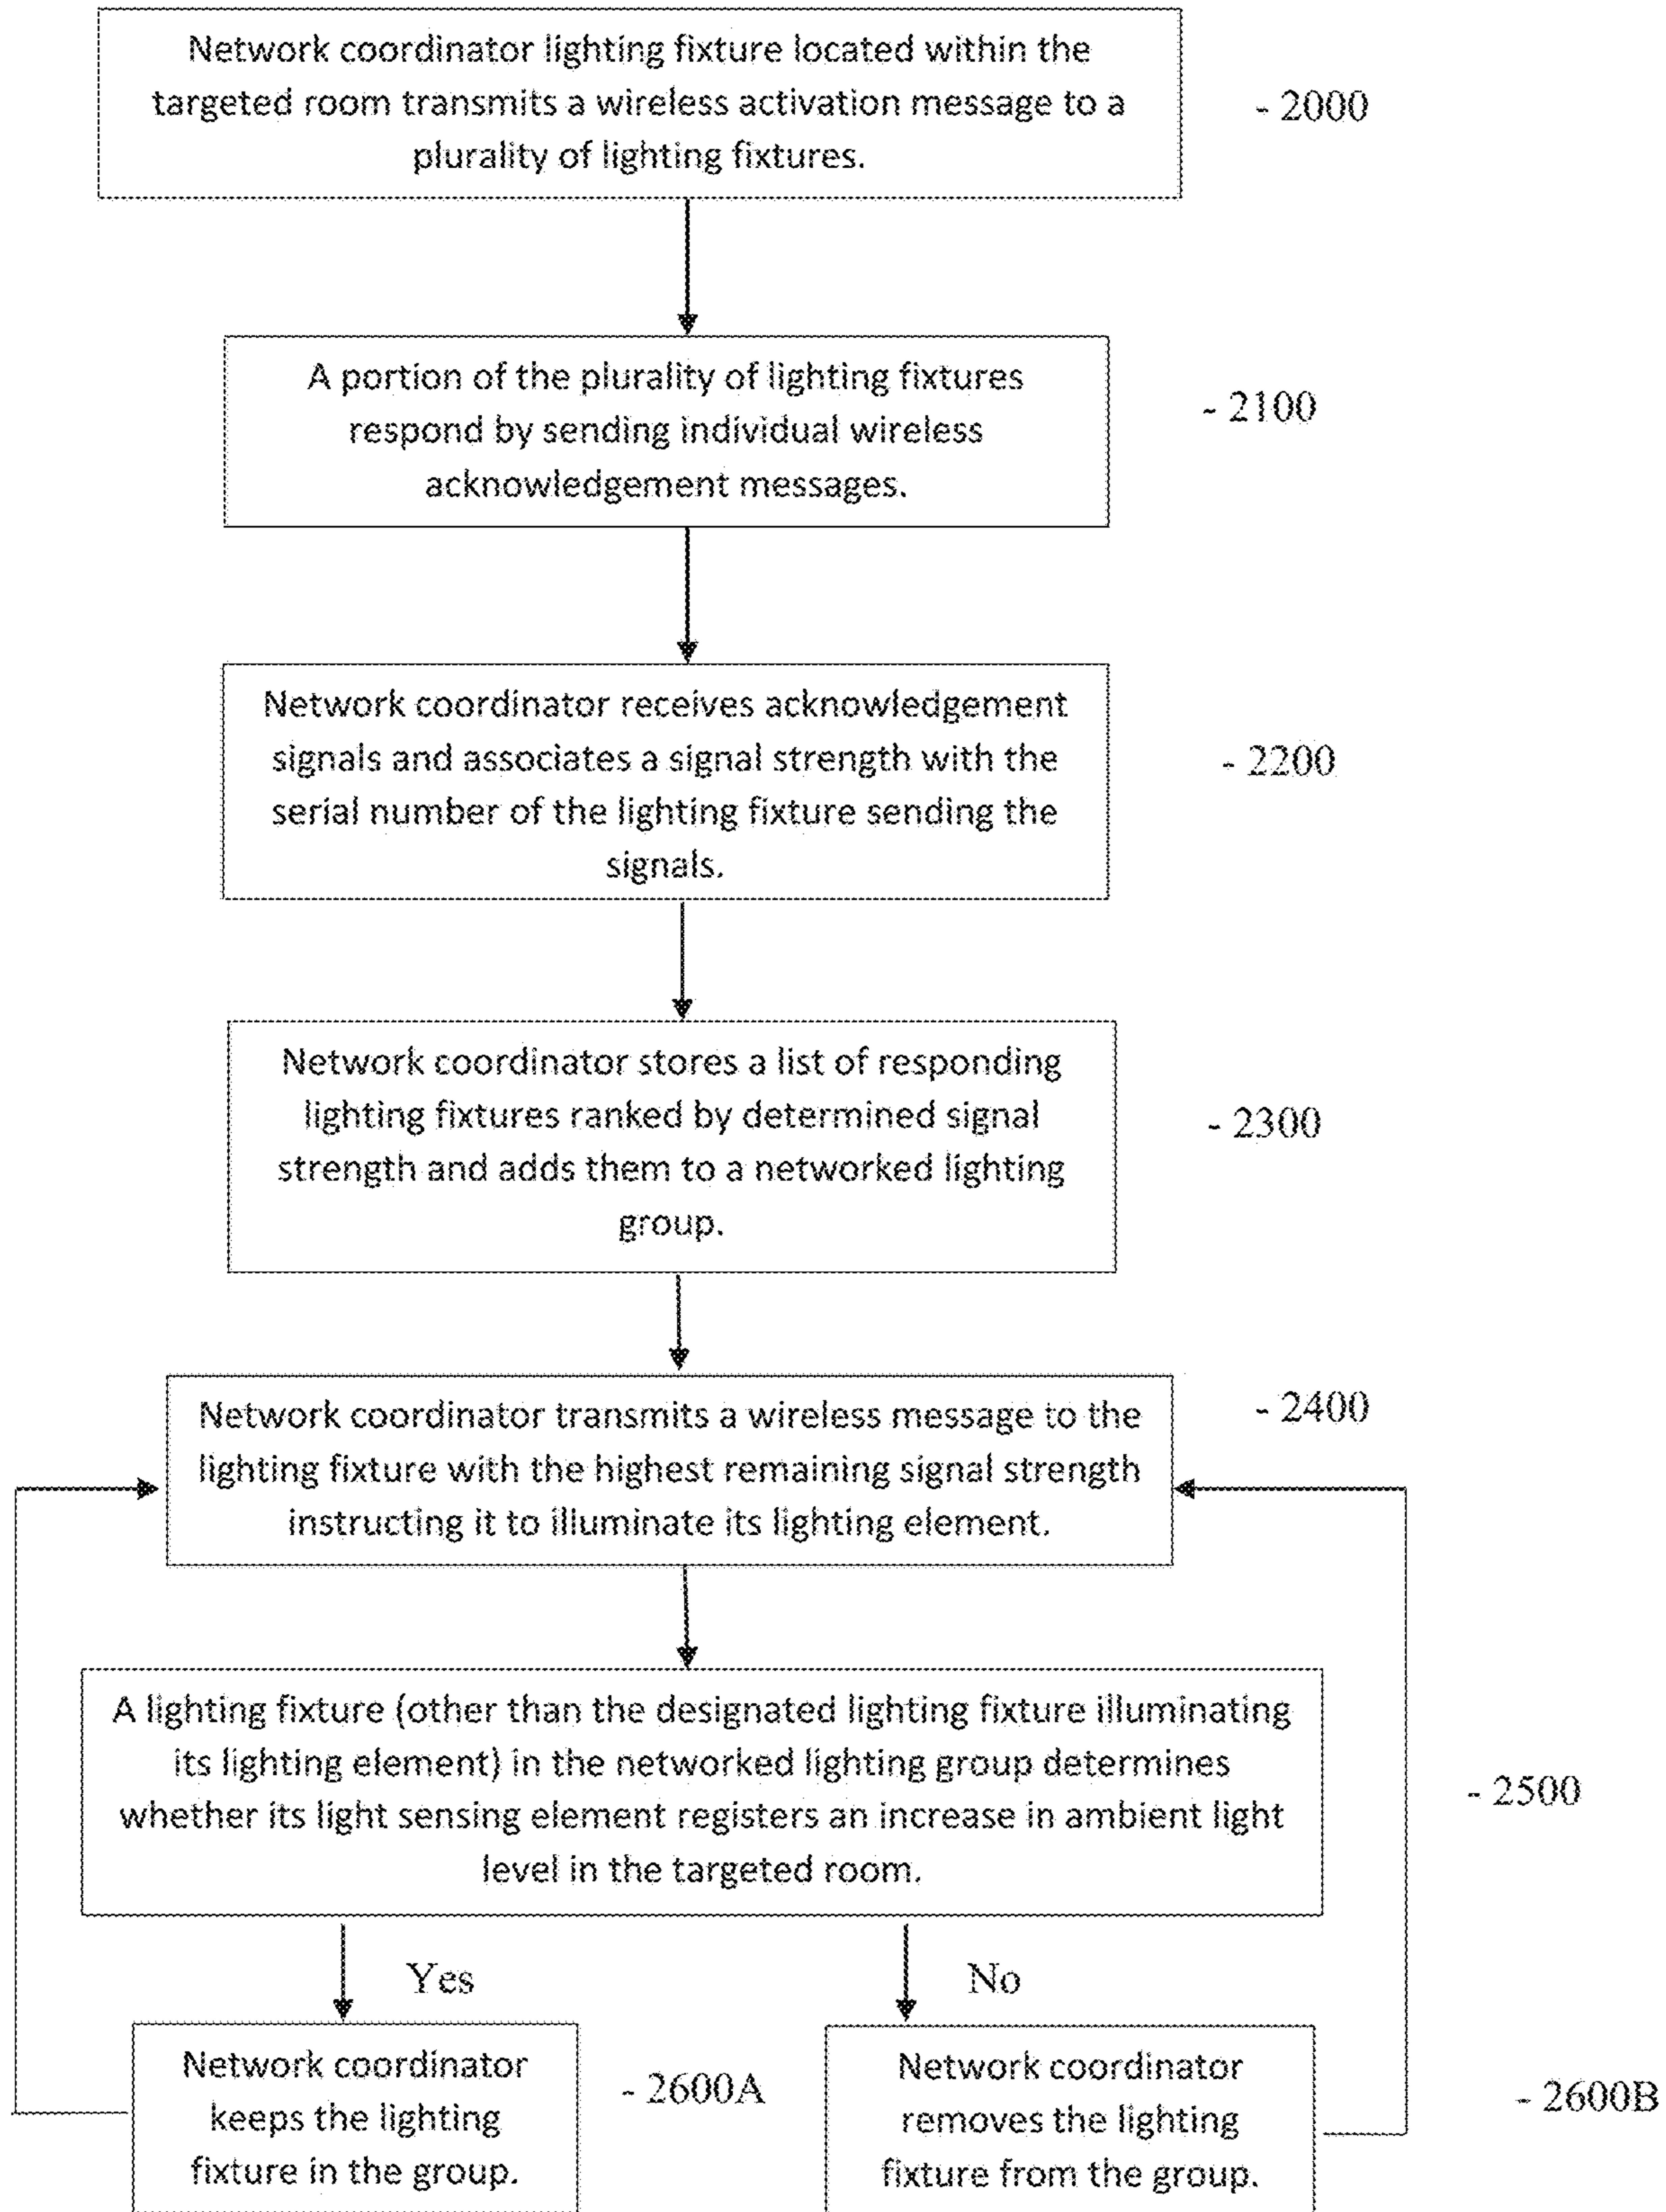 Network coordinator lighting fixture located within the
targeted room transmits a wireless activation message to a
plurality of lighting fixtures.
- 2000
A portion of the plurality of lighting fixtures
respond by sending individual wireless
acknowledgement messages.
- 2100
Network coordinator receives acknowledgement
signals and associates a signal strength with the
serial number of the lighting fixture sending the
signals.
- 2200
Network coordinator stores a list of responding
lighting fixtures ranked by determined signal
strength and adds them to a networked lighting
group.
- 2300
Network coordinator transmits a wireless message to the
lighting fixture with the highest remaining signal strength
instructing it to illuminate its lighting element.
- 2400
A lighting fixture (other than the designated lighting fixture illuminating
its lighting element) in the networked lighting group determines
whether its light sensing element registers an increase in ambient light
level in the targeted room.
- 2500
Yes
No
Network coordinator
keeps the lighting
fixture in the group.
- 2600A
Network coordinator
removes the lighting
fixture from the group.
- 2600B